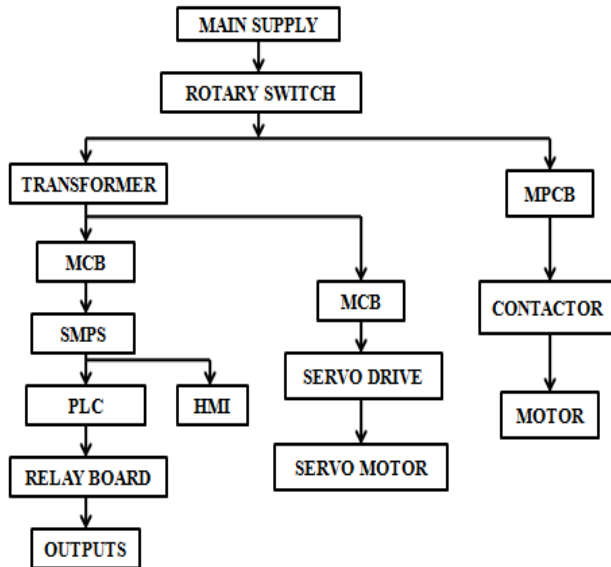 MAIN SUPPLY
ROTARY SWITCH
TRANSFORMER
MPCB
MCB
MCB
CONTACTOR
SMPS
SERVO DRIVE
PLC
HMI
MOTOR
RELAY BOARD
SERVO MOTOR
OUTPUTS